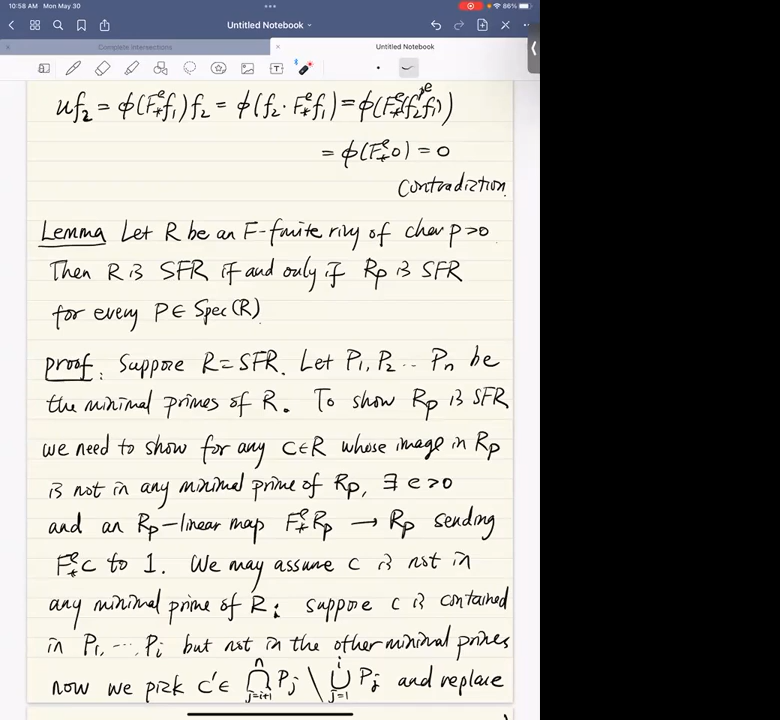 10:58 AM Mon May 30
86%
Untitled Notebook
Complete Intersections
Untitled Notebook
uf₂ = φ(F^e_* f₁) f₂ = φ(f₂ · F^e_* f₁) = φ(F^e_*(f₂^{p^e} f₁))
= φ(F^e_* 0) = 0
Contradiction.
Lemma Let R be an F-finite ring of char p>0
Then R is SFR if and only if R_P is SFR
for every P ∈ Spec(R)
proof: Suppose R = SFR. Let P₁, P₂ ... Pₙ be
the minimal primes of R. To show R_P is SFR
we need to show for any c∈R whose image in R_P
is not in any minimal prime of R_P, ∃ e>0
and an R_P-linear map F^e_* R_P → R_P sending
F^e_* c to 1. We may assume c is not in
any minimal prime of R: suppose c is contained
in P₁, ..., Pᵢ but not in the other minimal primes
now we pick c' ∈ ⋂_{j=i+1}^{n} P_j \ ⋃_{j=1}^{i} P_j and replace